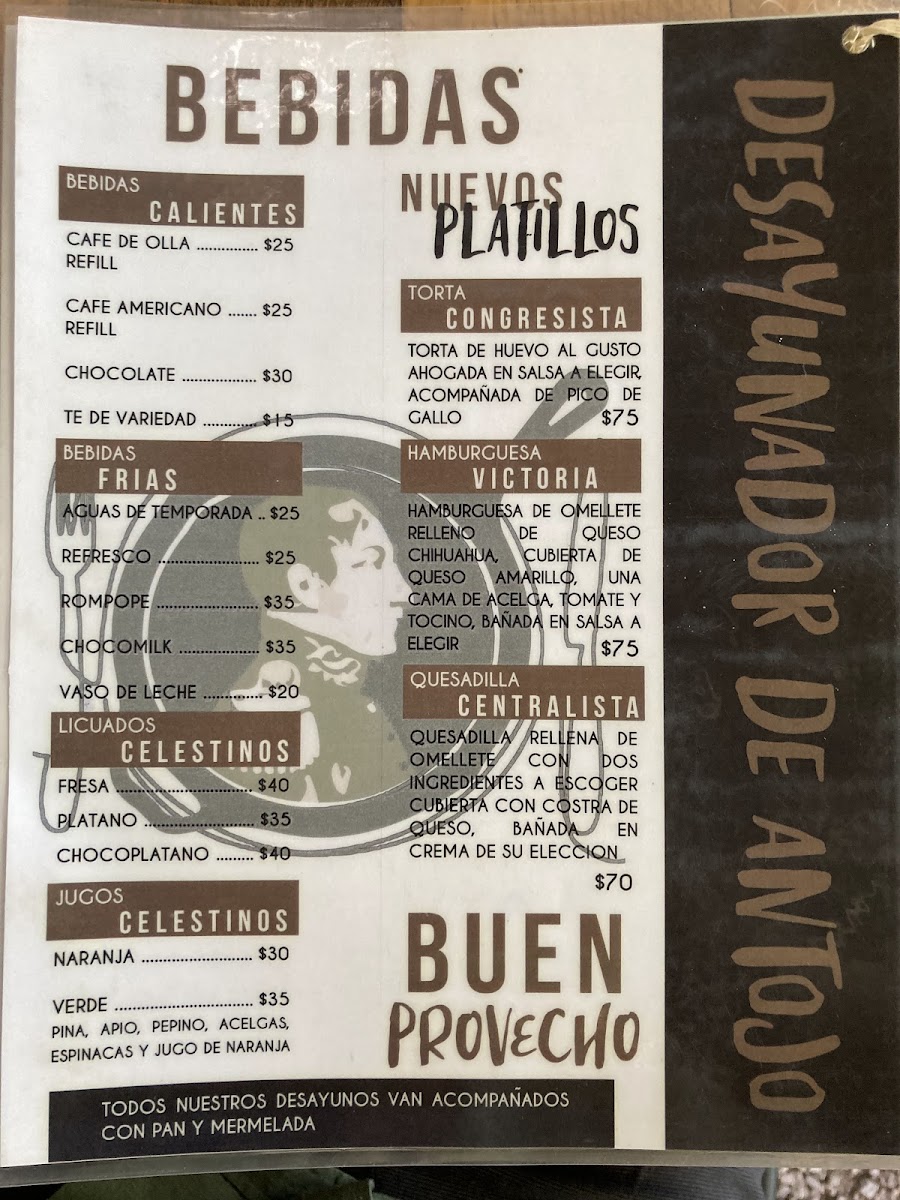 BEBIDAS
BEBIDAS
CALIENTES
CAFE DE OLLA .............. $25
REFILL
CAFE AMERICANO ....... $25
REFILL
CHOCOLATE .................. $30
TE DE VARIEDAD ............. $15
BEBIDAS
FRIAS
AGUAS DE TEMPORADA .. $25
REFRESCO ......................... $25
ROMPOPE ......................... $35
CHOCOMILK ................... $35
VASO DE LECHE .............. $20
LICUADOS
CELESTINOS
FRESA ................................. $40
PLATANO .......................... $35
CHOCOPLATANO ......... $40
JUGOS
CELESTINOS
NARANJA ........................... $30
VERDE .................................. $35
PINA, APIO, PEPINO, ACELGAS,
ESPINACAS Y JUGO DE NARANJA
NUEVOS
PLATILLOS
TORTA
CONGRESISTA
TORTA DE HUEVO AL GUSTO
AHOGADA EN SALSA A ELEGIR,
ACOMPAÑADA DE PICO DE
GALLO $75
HAMBURGUESA
VICTORIA
HAMBURGUESA DE OMELLETE
RELLENO DE QUESO
CHIHUAHUA, CUBIERTA DE
QUESO AMARILLO, UNA
CAMA DE ACELGA, TOMATE Y
TOCINO, BAÑADA EN SALSA A
ELEGIR $75
QUESADILLA
CENTRALISTA
QUESADILLA RELLENA DE
OMELLETE CON DOS
INGREDIENTES A ESCOGER
CUBIERTA CON COSTRA DE
QUESO, BAÑADA EN
CREMA DE SU ELECCION
$70
BUEN
PROVECHO
TODOS NUESTROS DESAYUNOS VAN ACOMPAÑADOS
CON PAN Y MERMELADA
DESAYUNADOR DE ANTOJO